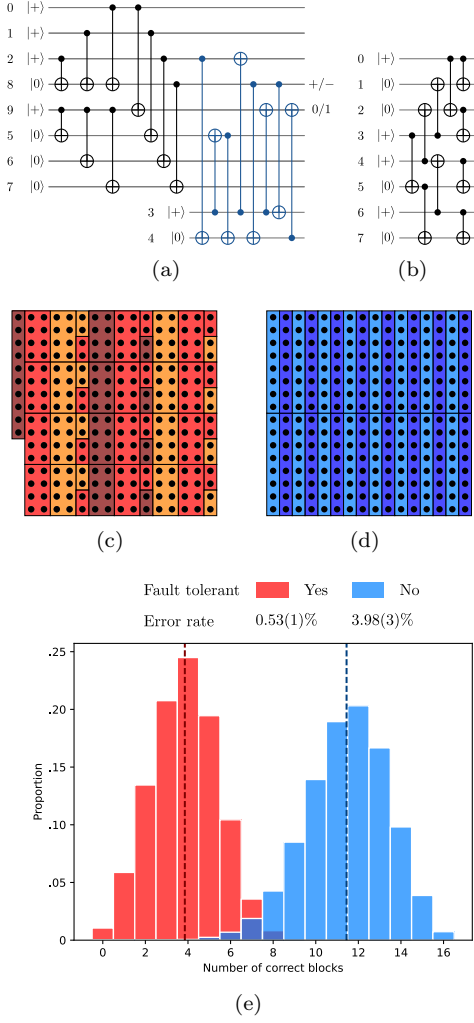 0 |+⟩
1 |+⟩
2 |+⟩
8 |0⟩ +/−
9 |+⟩ 0/1
5 |0⟩
6 |0⟩
7 |0⟩
3 |+⟩
4 |0⟩
(a)
0 |+⟩
1 |0⟩
2 |0⟩
3 |+⟩
4 |+⟩
5 |0⟩
6 |+⟩
7 |0⟩
(b)
(c)
(d)
Fault tolerant Yes No
Error rate 0.53(1)% 3.98(3)%
.25
.20
.15
.10
.05
0
Proportion
0 2 4 6 8 10 12 14 16
Number of correct blocks
(e)